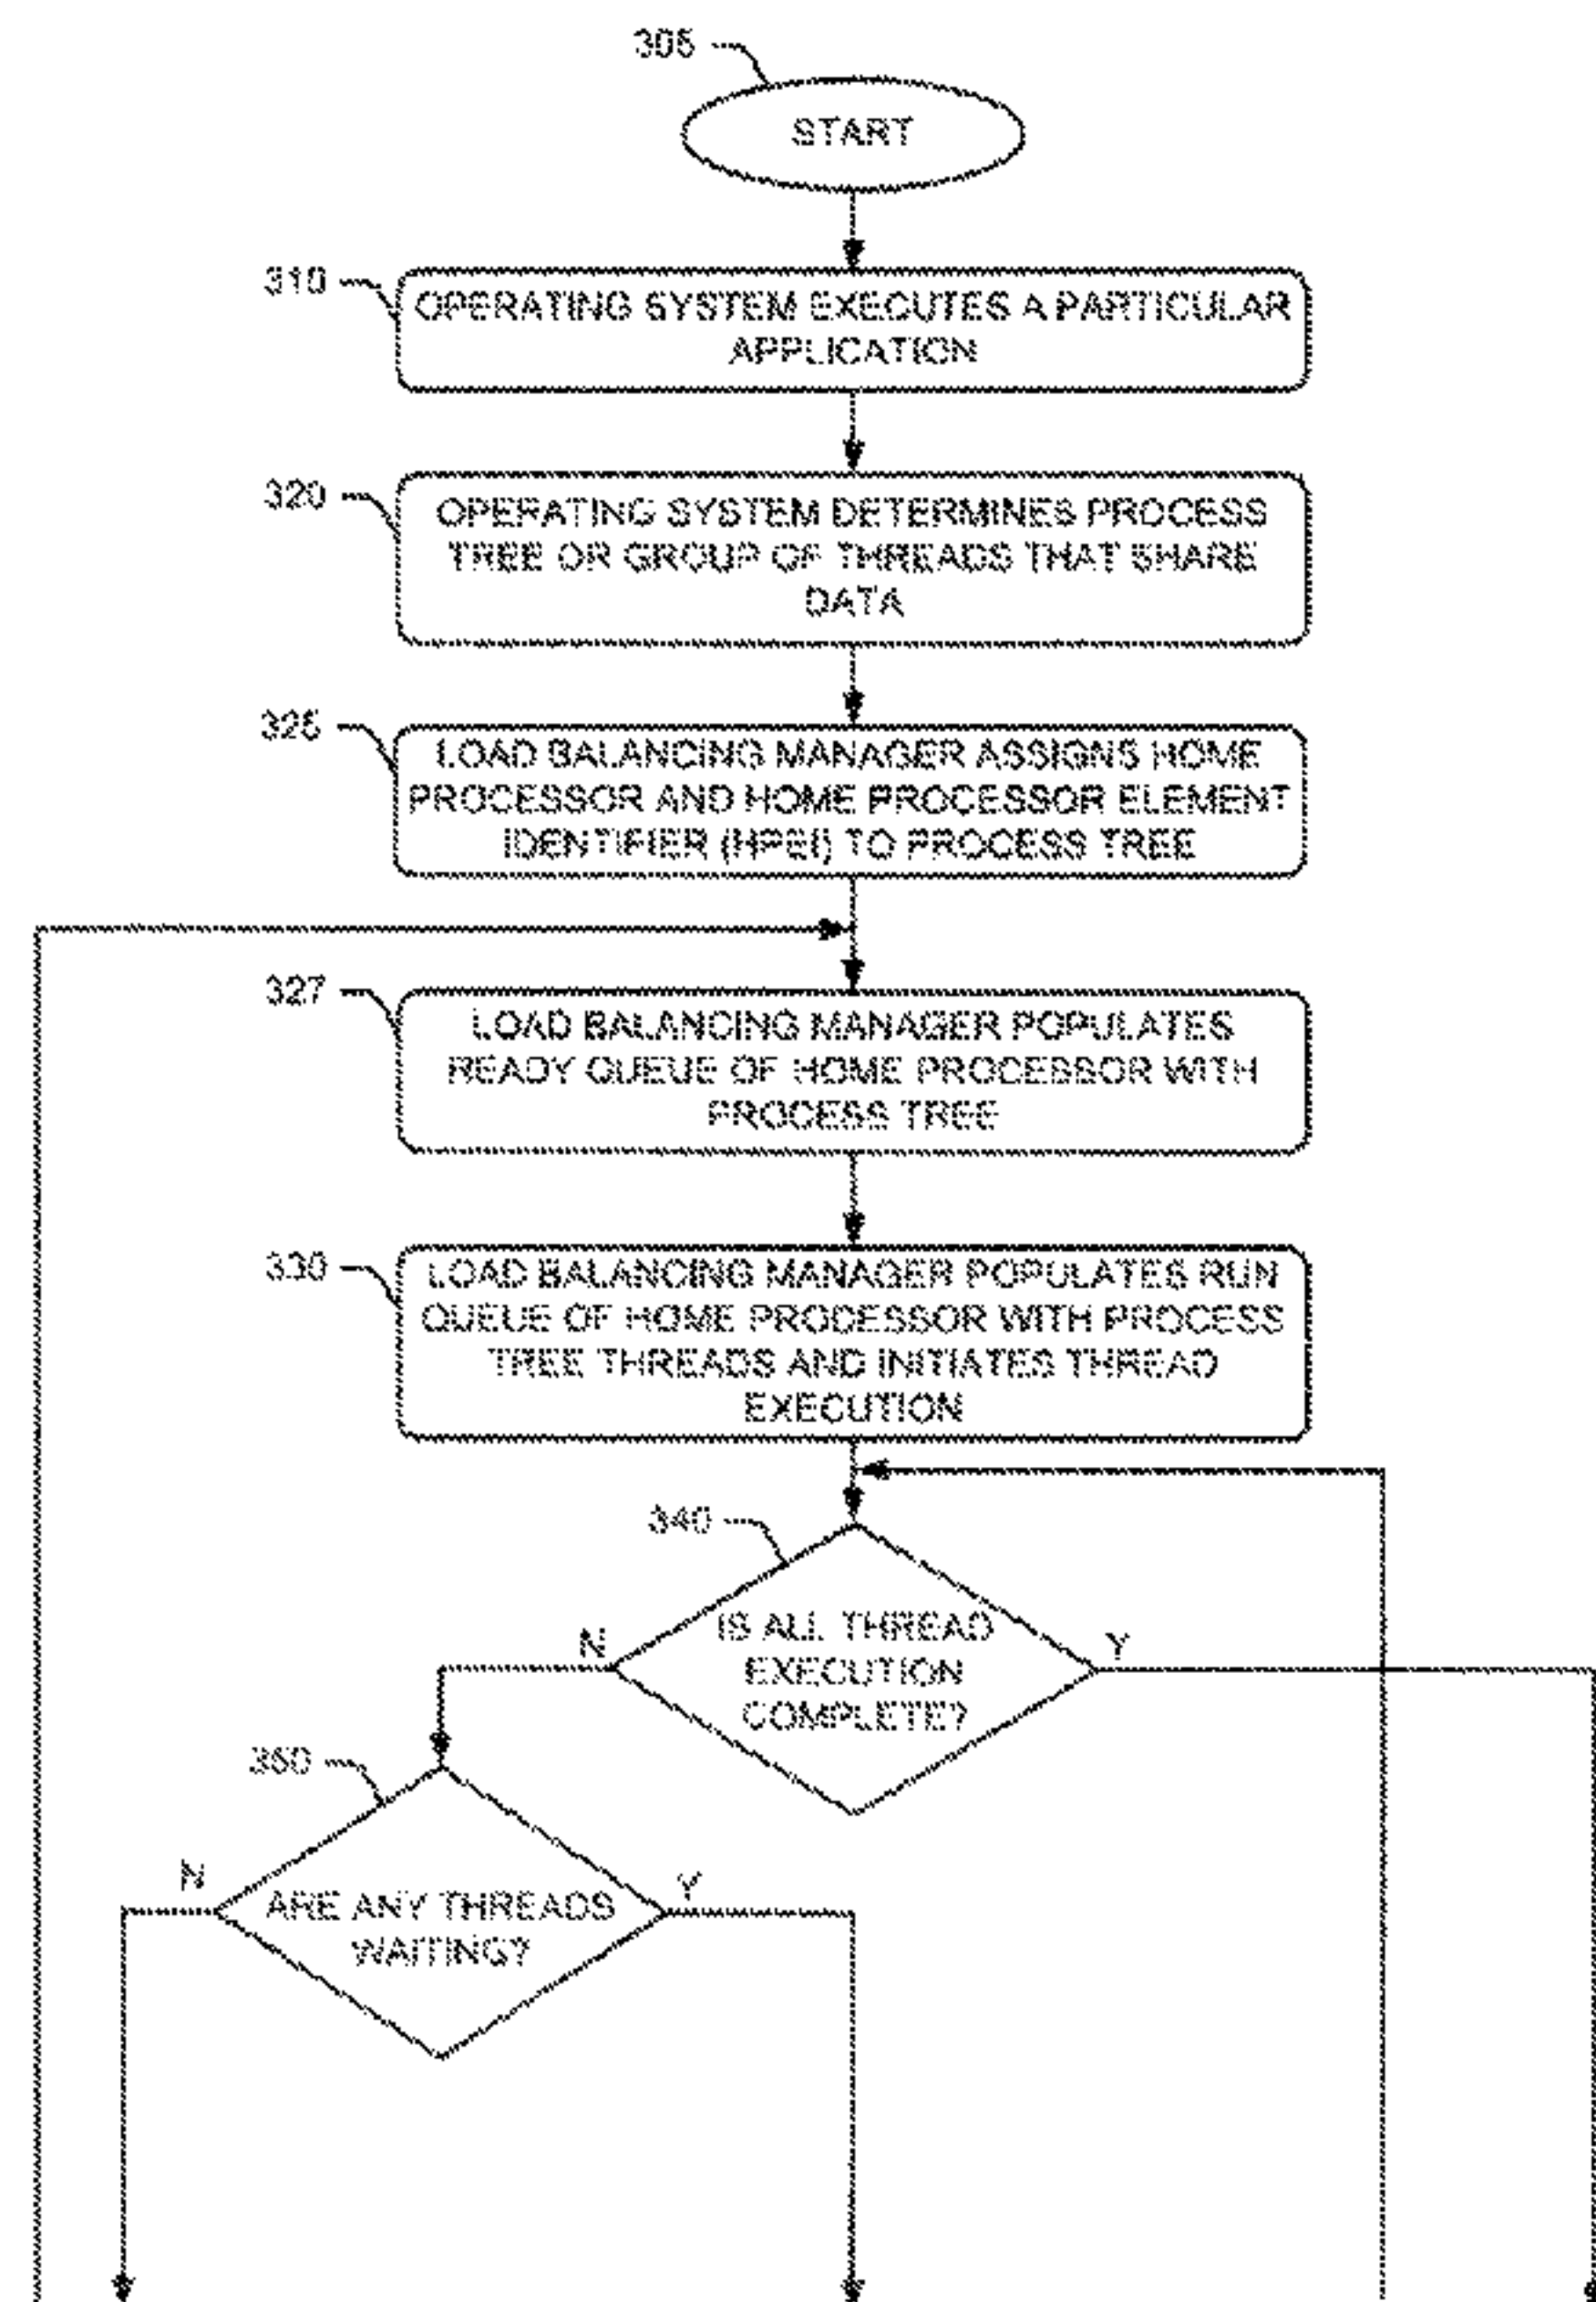 305
START
310
OPERATING SYSTEM EXECUTES A PARTICULAR
APPLICATION
320
OPERATING SYSTEM DETERMINES PROCESS
TREE OR GROUP OF THREADS THAT SHARE
DATA
325
LOAD BALANCING MANAGER ASSIGNS HOME
PROCESSOR AND HOME PROCESSOR ELEMENT
IDENTIFIER (HPEI) TO PROCESS TREE
327
LOAD BALANCING MANAGER POPULATES
READY QUEUE OF HOME PROCESSOR WITH
PROCESS TREE
330
LOAD BALANCING MANAGER POPULATES RUN
QUEUE OF HOME PROCESSOR WITH PROCESS
TREE THREADS AND INITIATES THREAD
EXECUTION
340
IS ALL THREAD
EXECUTION
COMPLETE?
N
Y
350
ARE ANY THREADS
WAITING?
N
Y